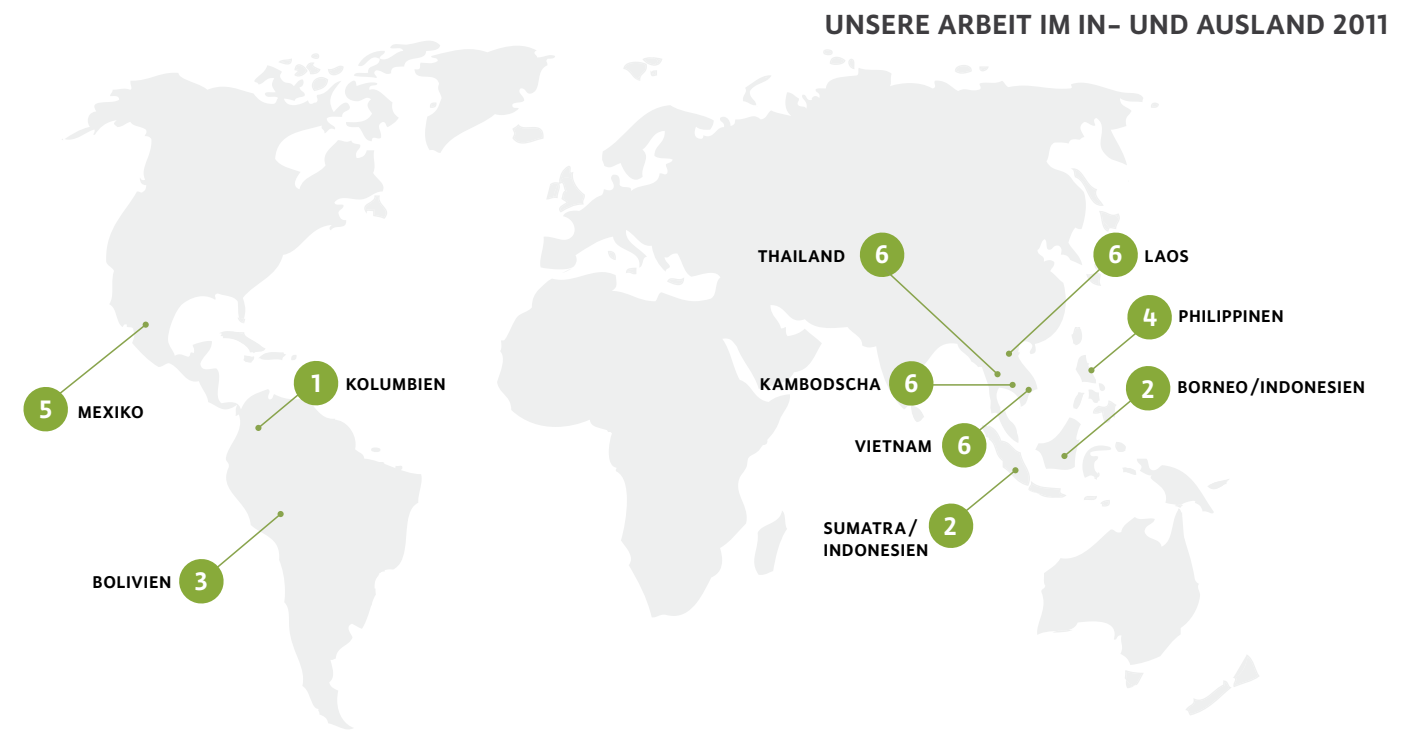 UNSERE ARBEIT IM IN– UND AUSLAND 2011
THAILAND 6
6 LAOS
4 PHILIPPINEN
1 KOLUMBIEN
KAMBODSCHA 6
2 BORNEO/INDONESIEN
5 MEXIKO
VIETNAM 6
SUMATRA/
INDONESIEN
2
BOLIVIEN 3